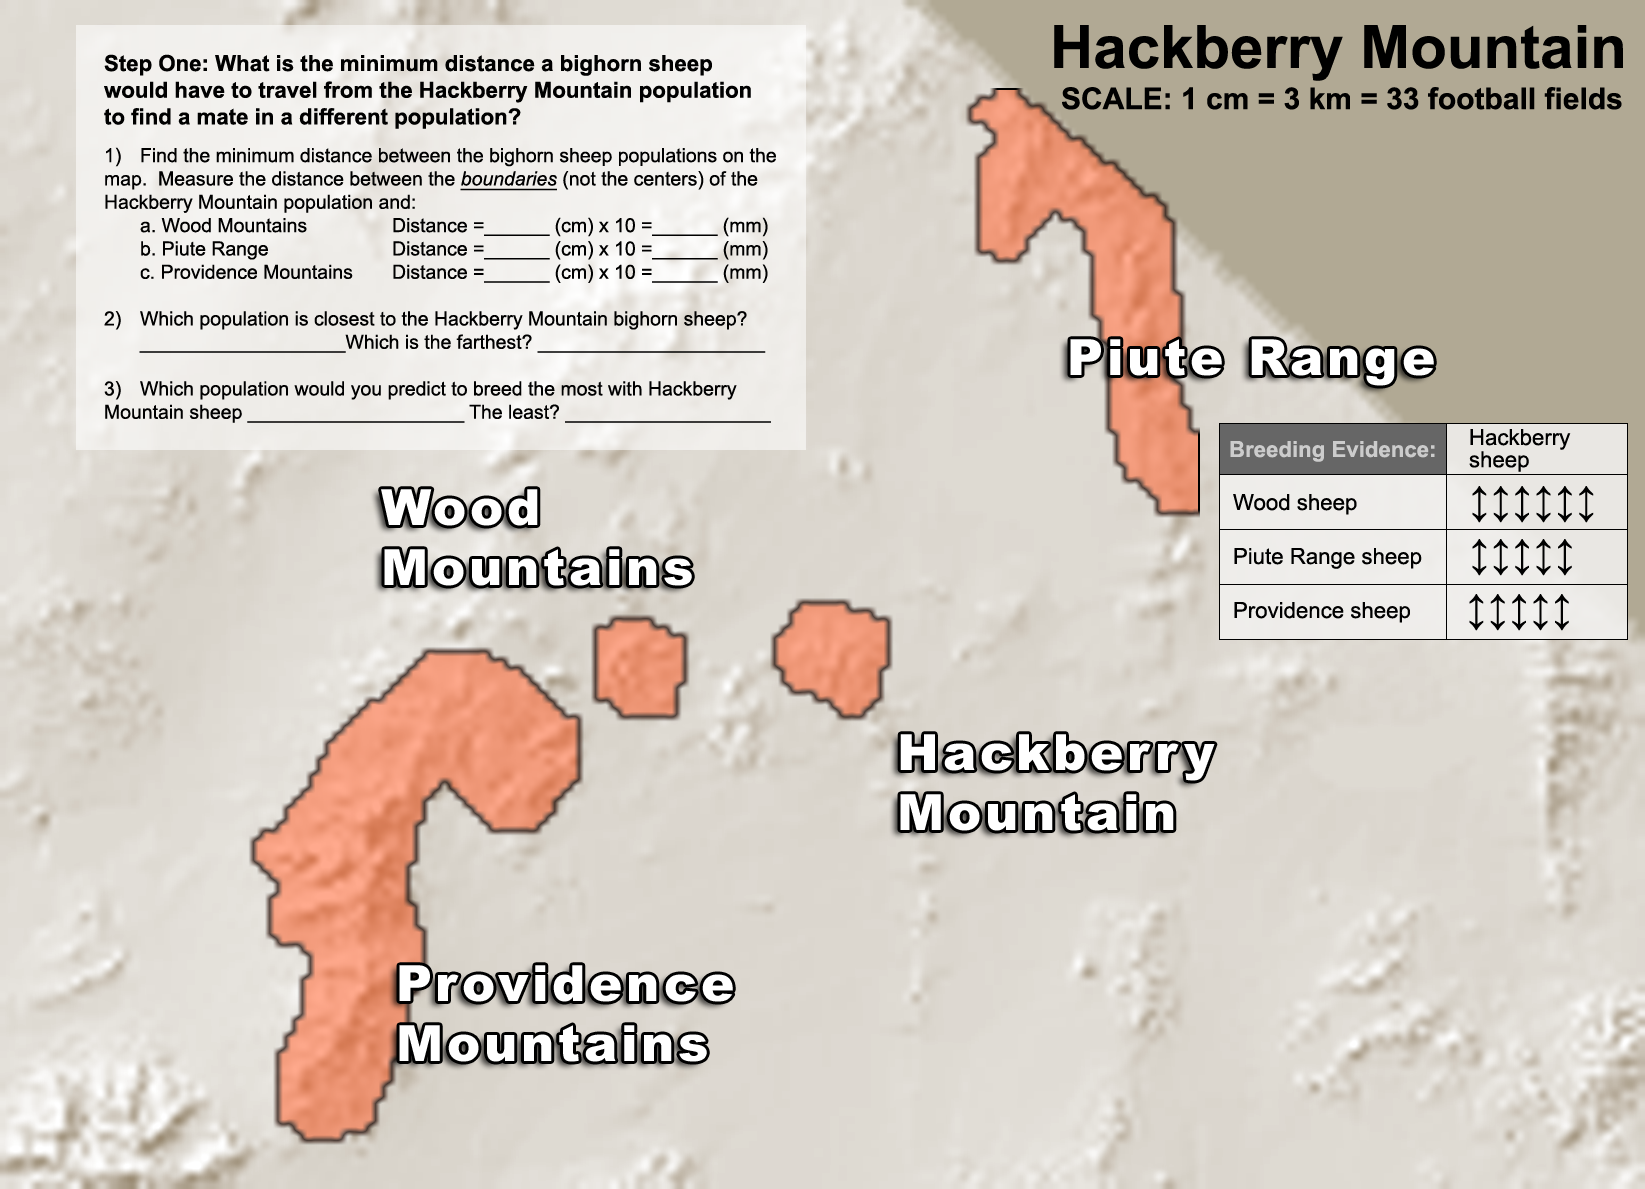 Hackberry Mountain
SCALE: 1 cm = 3 km = 33 football fields
Step One: What is the minimum distance a bighorn sheep
would have to travel from the Hackberry Mountain population
to find a mate in a different population?
1) Find the minimum distance between the bighorn sheep populations on the
map. Measure the distance between the boundaries (not the centers) of the
Hackberry Mountain population and:
a. Wood Mountains Distance =______ (cm) x 10 =______ (mm)
b. Piute Range Distance =______ (cm) x 10 =______ (mm)
c. Providence Mountains Distance =______ (cm) x 10 =______ (mm)
2) Which population is closest to the Hackberry Mountain bighorn sheep?
___________________Which is the farthest? _____________________
3) Which population would you predict to breed the most with Hackberry
Mountain sheep ____________________ The least? ___________________
Piute Range
Breeding Evidence: Hackberry
sheep
Wood sheep ↕↕↕↕↕↕
Piute Range sheep ↕↕↕↕↕
Providence sheep ↕↕↕↕↕
Wood
Mountains
Hackberry
Mountain
Providence
Mountains